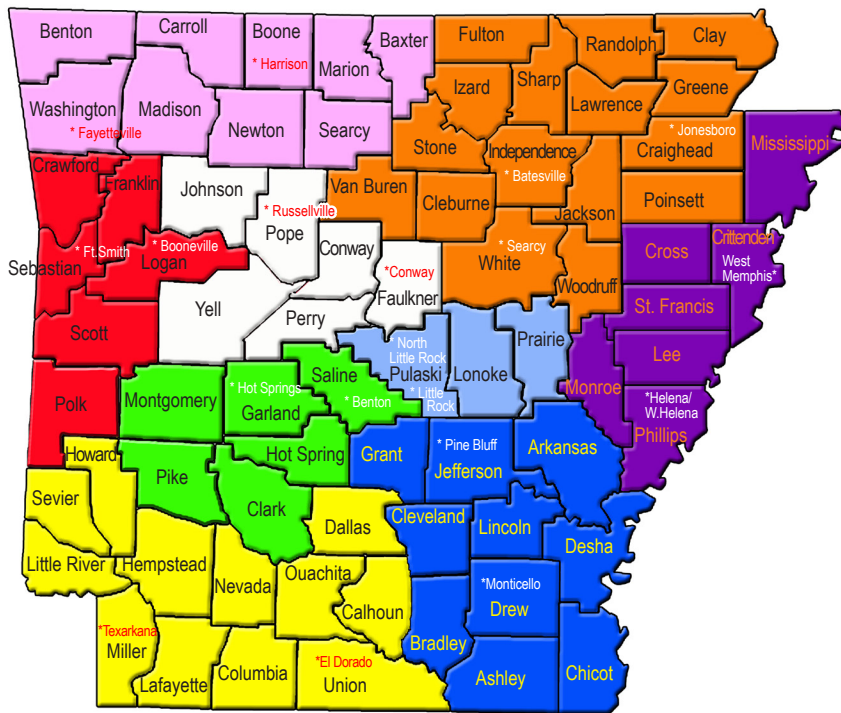 Benton
Carroll
Boone
* Harrison
Marion
Baxter
Fulton
Randolph
Clay
Izard
Sharp
Lawrence
Greene
Washington
* Fayetteville
Madison
Newton
Searcy
Stone
Independence
* Batesville
* Jonesboro
Craighead
Mississippi
Crawford
Franklin
Johnson
* Russellville
Pope
Van Buren
Cleburne
Jackson
Poinsett
Sebastian
* Ft.Smith
* Booneville
Logan
Conway
*Conway
Faulkner
* Searcy
White
Woodruff
Cross
Crittenden
West
Memphis*
Scott
Yell
Perry
St. Francis
* North
Little Rock
Pulaski
* Little
Rock
Lonoke
Prairie
Monroe
Lee
*Helena/
W.Helena
Phillips
Polk
Montgomery
* Hot Springs
Garland
Saline
* Benton
Howard
Pike
Hot Spring
Clark
Grant
* Pine Bluff
Jefferson
Arkansas
Sevier
Little River
Hempstead
Nevada
Dallas
Ouachita
Calhoun
Cleveland
Lincoln
Desha
*Monticello
Drew
Bradley
*Texarkana
Miller
Lafayette
Columbia
*El Dorado
Union
Ashley
Chicot